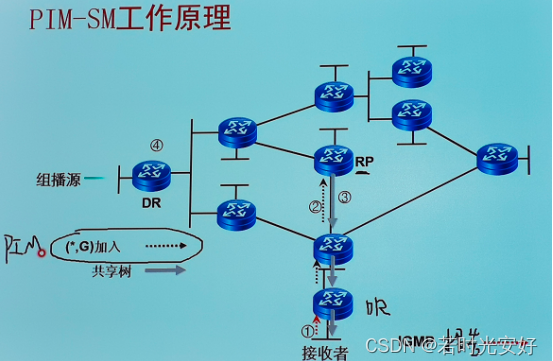 PIM-SM工作原理
④
RP
组播源
DR
②
③
PIM
(*,G)加入
共享树
①
DR
接收者
CSDN @若时光安好